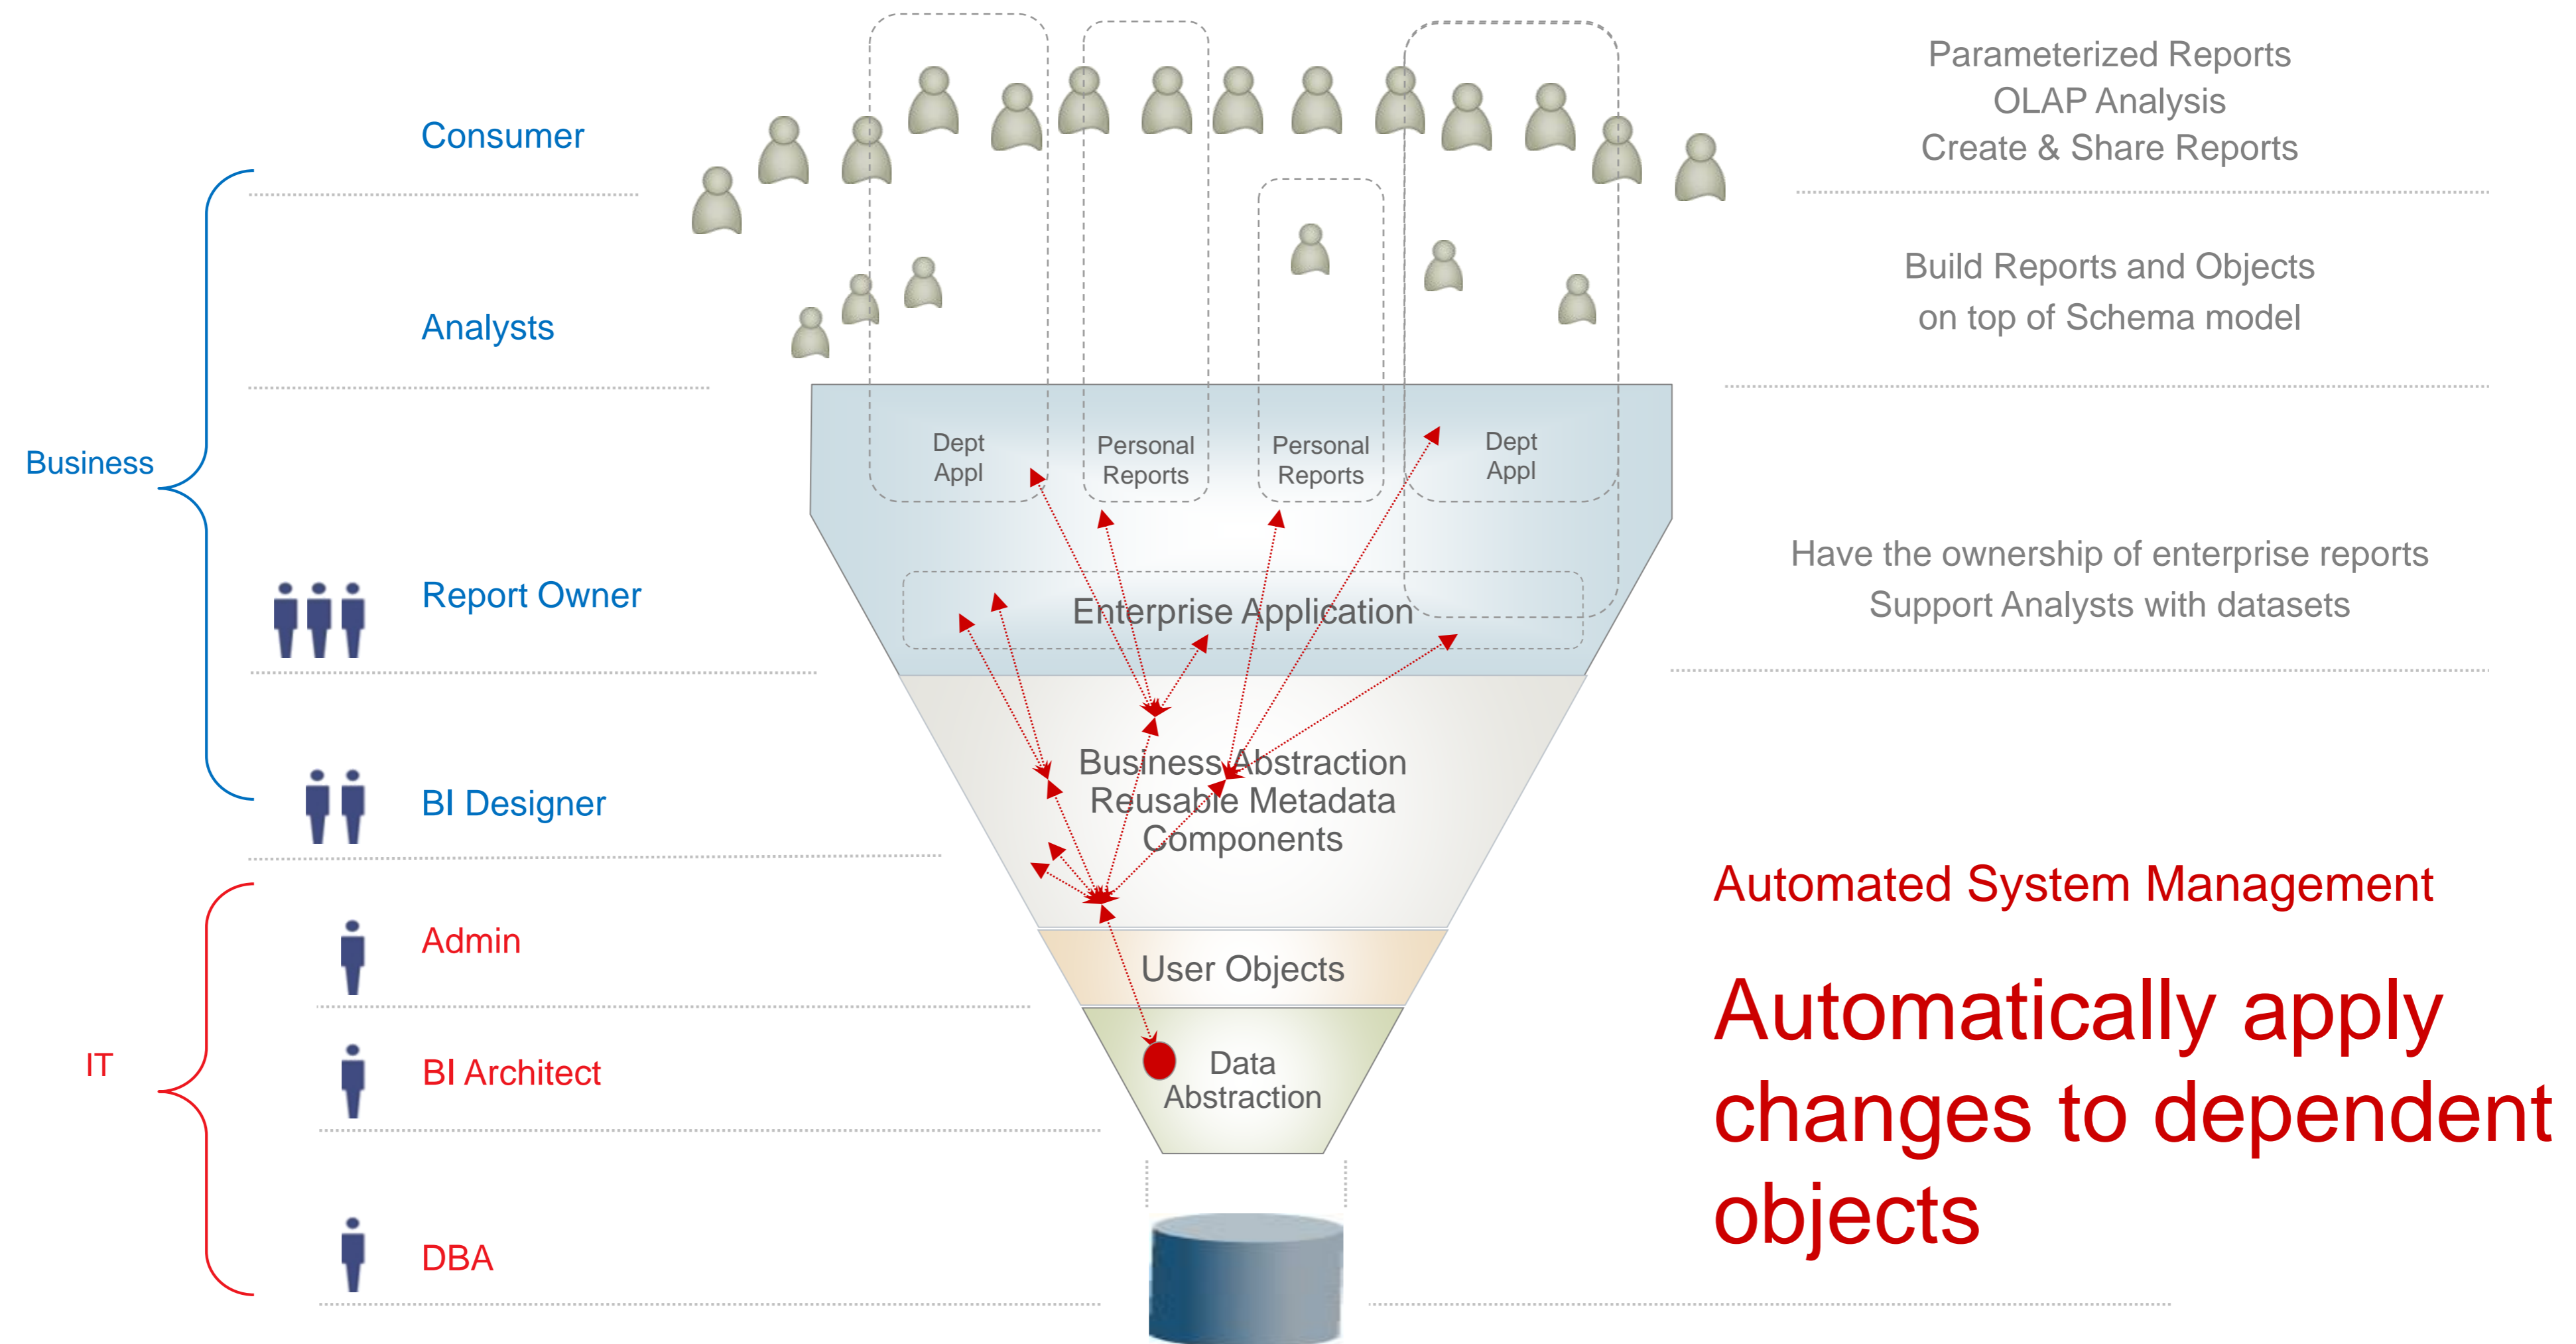 Parameterized Reports
OLAP Analysis
Create & Share Reports
Consumer
Build Reports and Objects
on top of Schema model
Analysts
Business
Dept
Appl
Personal
Reports
Personal
Reports
Dept
Appl
Have the ownership of enterprise reports
Support Analysts with datasets
Report Owner
Enterprise Application
BI Designer
Business Abstraction
Reusable Metadata
Components
Automated System Management
Admin
User Objects
Automatically apply
changes to dependent
objects
IT
BI Architect
Data
Abstraction
DBA